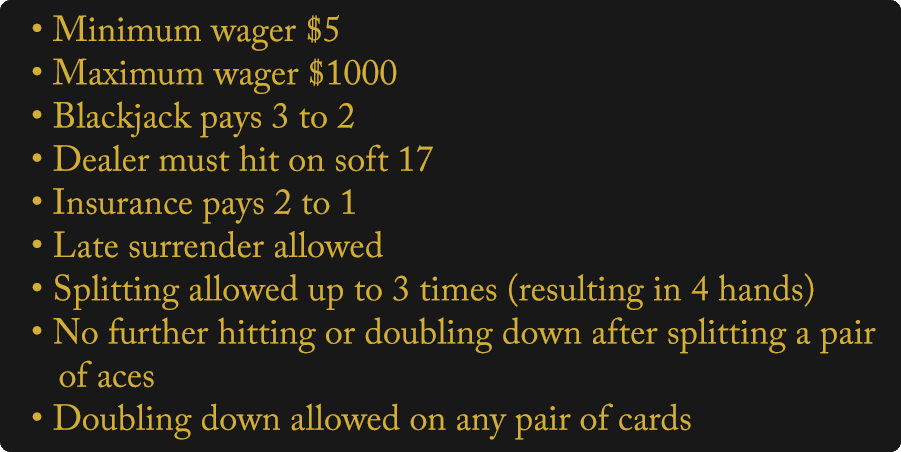 • Minimum wager $5
• Maximum wager $1000
• Blackjack pays 3 to 2
• Dealer must hit on soft 17
• Insurance pays 2 to 1
• Late surrender allowed
• Splitting allowed up to 3 times (resulting in 4 hands)
• No further hitting or doubling down after splitting a pair
of aces
• Doubling down allowed on any pair of cards